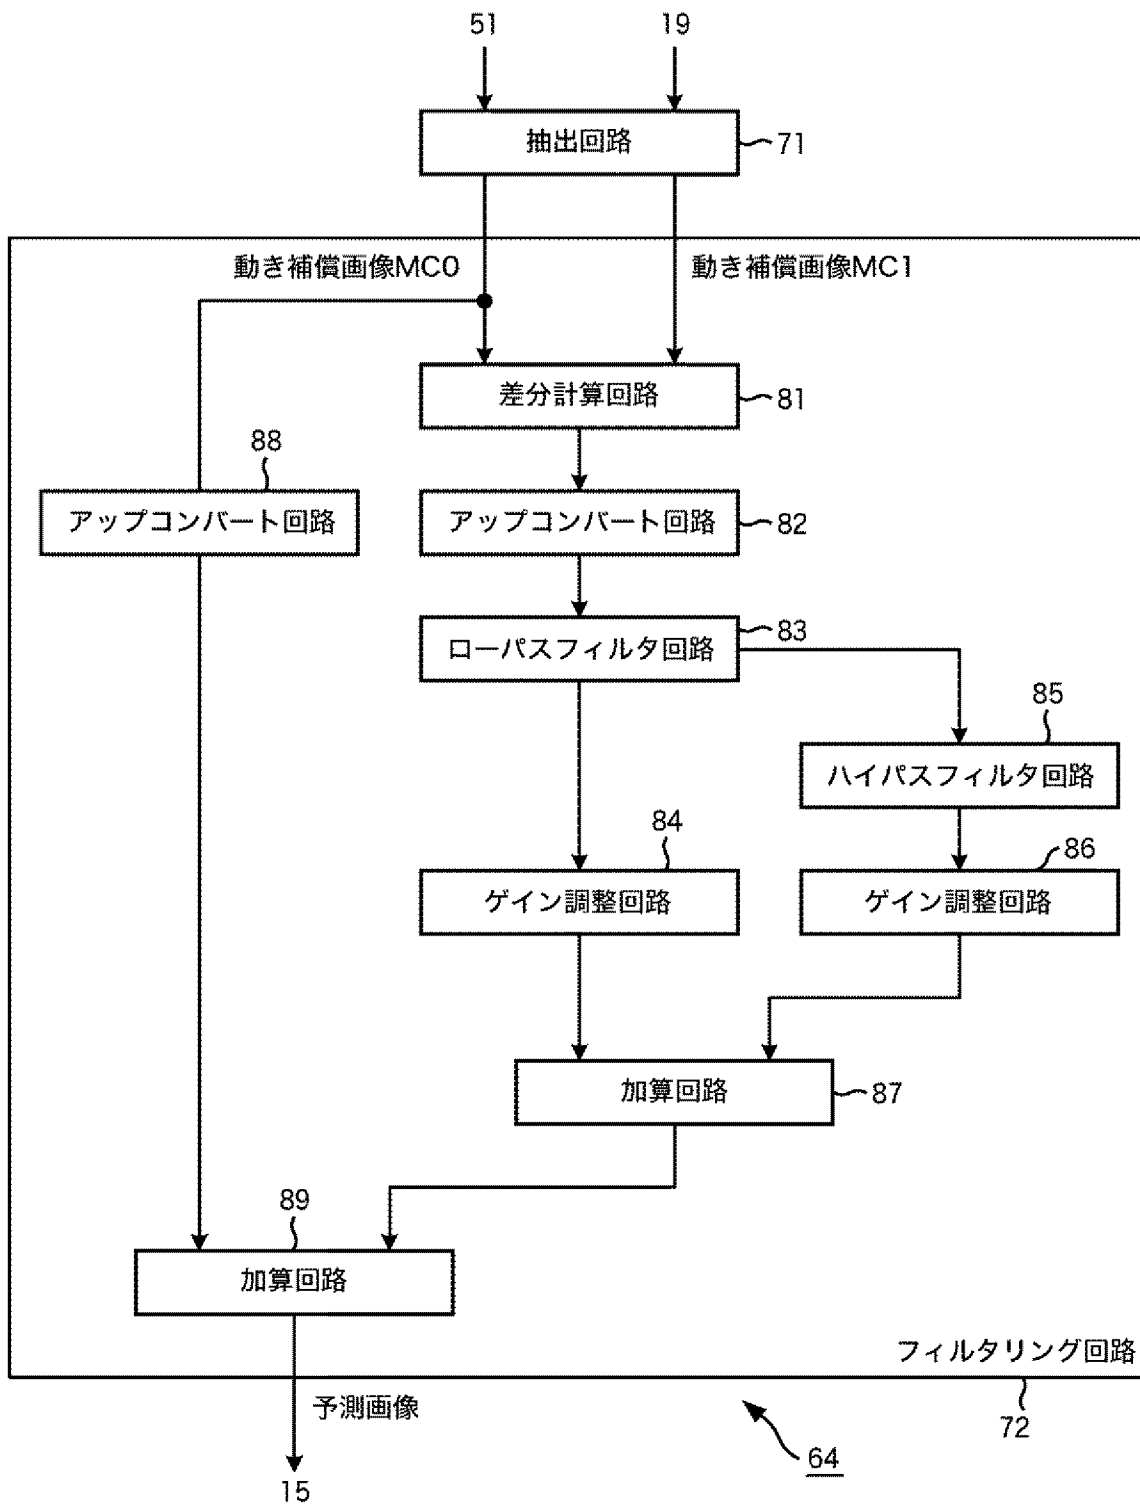 51
19
抽出回路
71
動き補償画像MC0
動き補償画像MC1
差分計算回路
81
88
アップコンバート回路
アップコンバート回路
82
ローパスフィルタ回路
83
85
ハイパスフィルタ回路
84
86
ゲイン調整回路
ゲイン調整回路
加算回路
87
89
加算回路
フィルタリング回路
予測画像
72
64
15